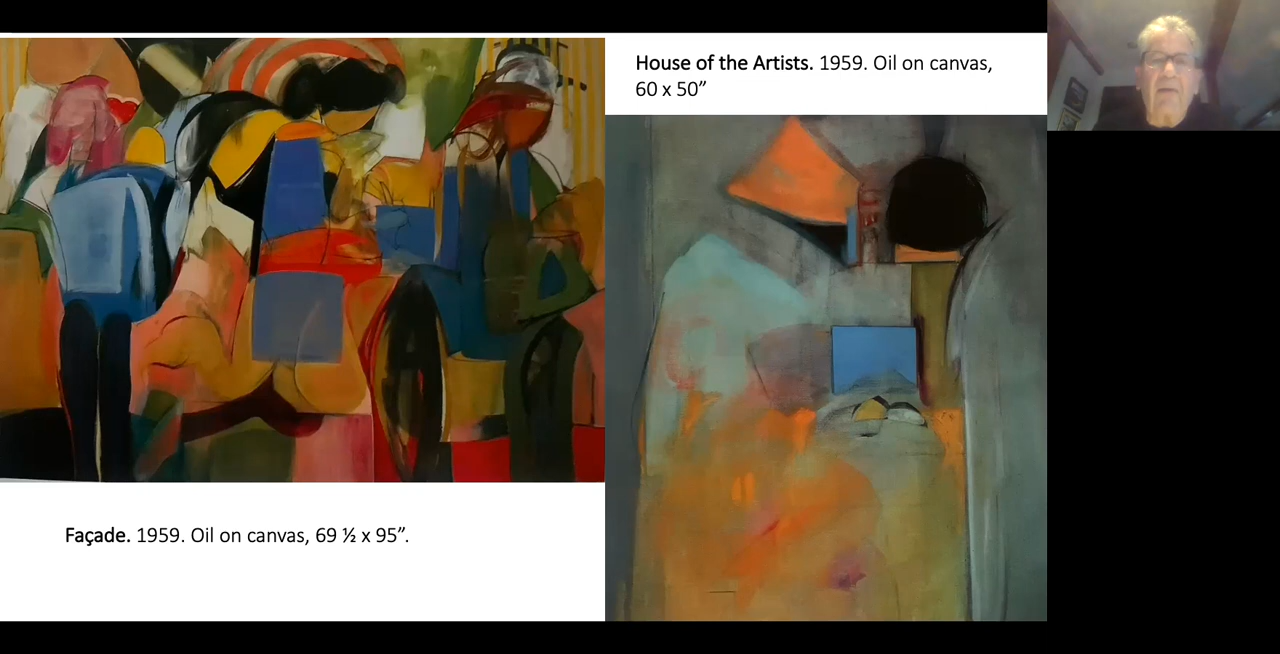 House of the Artists. 1959. Oil on canvas,
60 x 50”
Façade. 1959. Oil on canvas, 69 ½ x 95”.